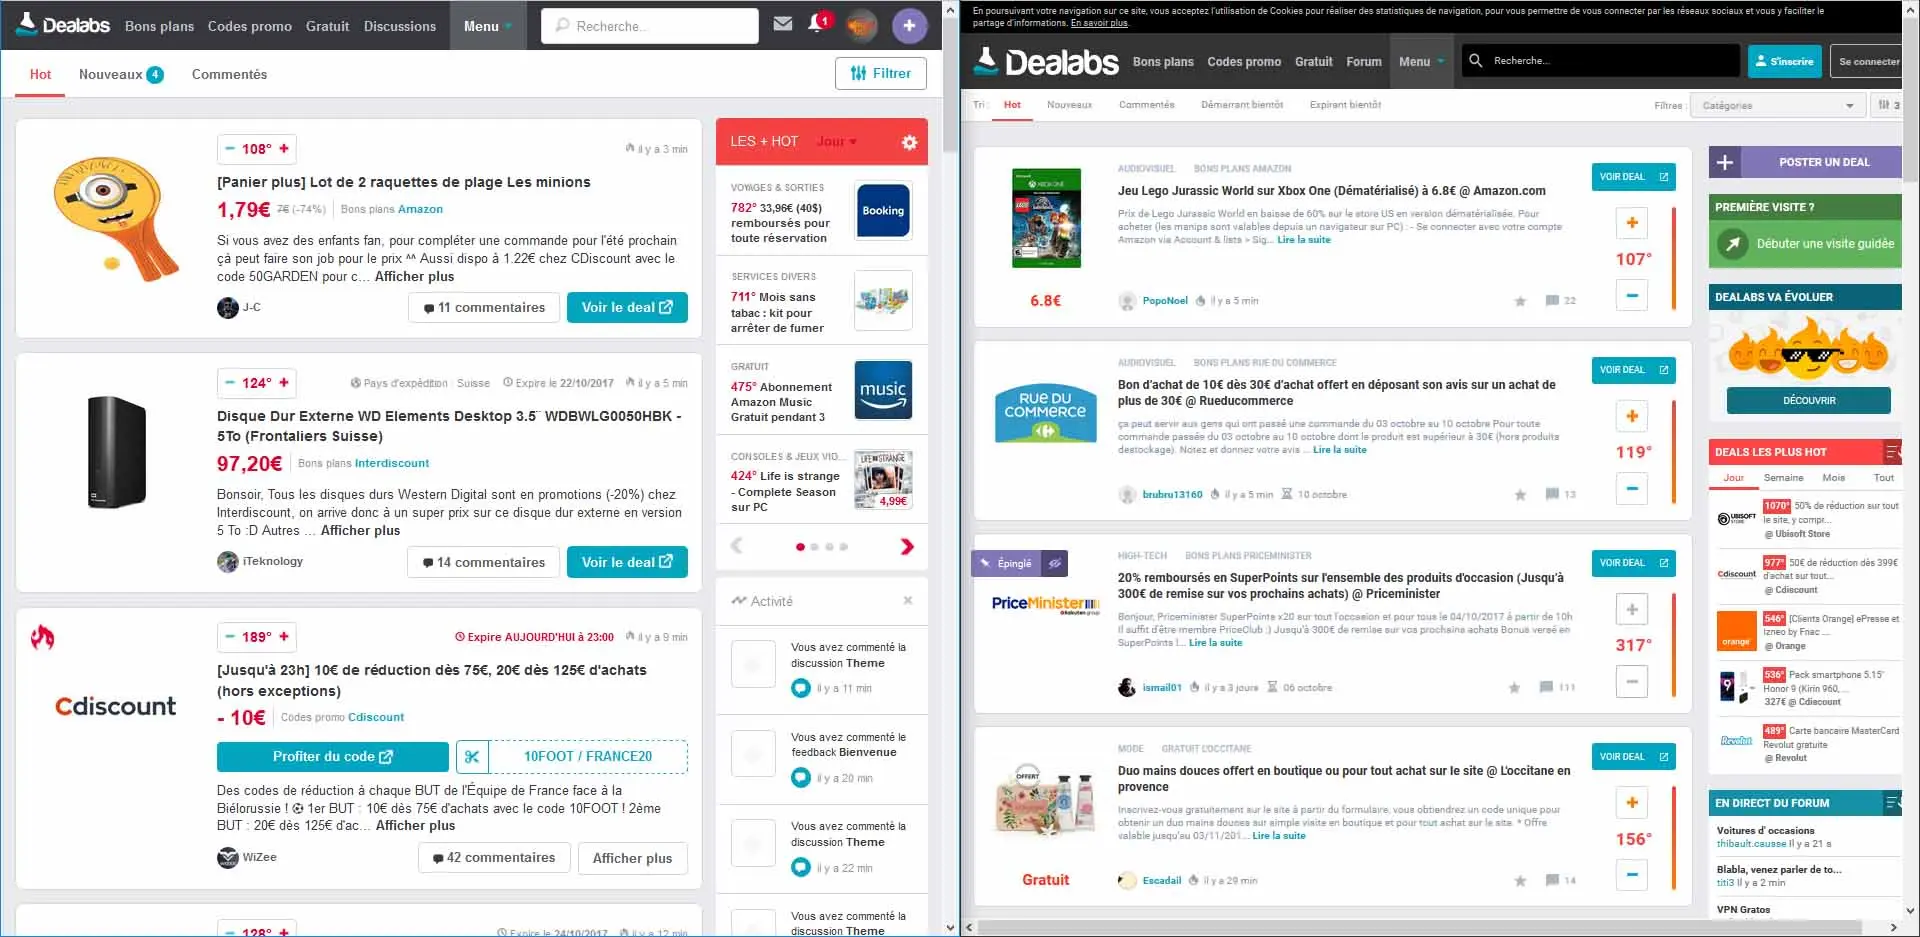 Dealabs Bons plans Codes promo Gratuit Discussions Menu Recherche... 1
Hot Nouveaux 4 Commentés Filtrer
108° il y a 3 min
[Panier plus] Lot de 2 raquettes de plage Les minions
1,79€ 7€ (-74%) Bons plans Amazon
Si vous avez des enfants fan, pour compléter une commande pour l'été prochain
çà peut faire son job pour le prix ^^ Aussi dispo à 1.22€ chez CDiscount avec le
code 50GARDEN pour c... Afficher plus
J-C 11 commentaires Voir le deal
124° Pays d'expédition : Suisse Expire le 22/10/2017 il y a 5 min
Disque Dur Externe WD Elements Desktop 3.5¨ WDBWLG0050HBK -
5To (Frontaliers Suisse)
97,20€ Bons plans Interdiscount
Bonsoir, Tous les disques durs Western Digital sont en promotions (-20%) chez
Interdiscount, on arrive donc à un super prix sur ce disque dur externe en version
5 To :D Autres ... Afficher plus
iTeknology 14 commentaires Voir le deal
189° Expire AUJOURD'HUI à 23:00 il y a 9 min
[Jusqu'à 23h] 10€ de réduction dès 75€, 20€ dès 125€ d'achats
(hors exceptions)
Cdiscount
- 10€ Codes promo Cdiscount
Profiter du code 10FOOT / FRANCE20
Des codes de réduction à chaque BUT de l'Équipe de France face à la
Biélorussie ! ⚽ 1er BUT : 10€ dès 75€ d'achats avec le code 10FOOT ! 2ème
BUT : 20€ dès 125€ d'ac... Afficher plus
WiZee 42 commentaires Afficher plus
128° Expire le 24/10/2017 il y a 12 min
LES + HOT Jour
VOYAGES & SORTIES
782° 33,96€ (40$)
remboursés pour
toute réservation
Booking
SERVICES DIVERS
711° Mois sans
tabac : kit pour
arrêter de fumer
GRATUIT
475° Abonnement
Amazon Music
Gratuit pendant 3
music
CONSOLES & JEUX VID...
424° Life is strange
- Complete Season
sur PC
LIFE IS STRANGE
4,99€
Activité
Vous avez commenté la
discussion Theme
il y a 11 min
Vous avez commenté le
feedback Bienvenue
il y a 20 min
Vous avez commenté la
discussion Theme
il y a 22 min
Vous avez commenté la
discussion Theme
En poursuivant votre navigation sur ce site, vous acceptez l'utilisation de Cookies pour réaliser des statistiques de navigation, pour vous permettre de vous connecter par les réseaux sociaux et vous y faciliter le
partage d'informations. En savoir plus.
Dealabs Bons plans Codes promo Gratuit Forum Menu Recherche... S'inscrire Se connecter
Tri : Hot Nouveaux Commentés Démarrant bientôt Expirant bientôt Filtres : Catégories 3
AUDIOVISUEL BONS PLANS AMAZON VOIR DEAL
Jeu Lego Jurassic World sur Xbox One (Dématérialisé) à 6.8€ @ Amazon.com
Prix de Lego Jurassic World en baisse de 60% sur le store US en version dématérialisée. Pour
acheter (les manips sont valables depuis un navigateur sur PC) : - Se connecter avec votre compte
Amazon via Account & lists > Sig... Lire la suite
107°
6.8€ PopoNoel il y a 5 min 22
AUDIOVISUEL BONS PLANS RUE DU COMMERCE VOIR DEAL
Bon d'achat de 10€ dès 30€ d'achat offert en déposant son avis sur un achat de
plus de 30€ @ Rueducommerce
RUE DU
COMMERCE
ça peut servir aux gens qui ont passé une commande du 03 octobre au 10 octobre Pour toute
commande passée du 03 octobre au 10 octobre dont le produit est supérieur à 30€ (hors produits
destockage). Notez et donnez votre avis ... Lire la suite
119°
brubru13160 il y a 5 min 10 octobre 13
Épinglé
HIGH-TECH BONS PLANS PRICEMINISTER VOIR DEAL
20% remboursés en SuperPoints sur l'ensemble des produits d'occasion (Jusqu'à
300€ de remise sur vos prochains achats) @ Priceminister
PriceMinister
Bonjour, Priceminister SuperPoints x20 sur tout l'occasion et pour tous le 04/10/2017 à partir de 10h
Il suffit d'être membre PriceClub :) Jusqu'à 300€ de remise sur vos prochains achats Bonus versé en
SuperPoints !... Lire la suite
317°
ismail01 il y a 3 jours 06 octobre 111
MODE GRATUIT L'OCCITANE VOIR DEAL
Duo mains douces offert en boutique ou pour tout achat sur le site @ L'occitane en
provence
OFFERT
Inscrivez-vous gratuitement sur le site à partir du formulaire, vous obtiendrez un code unique pour
obtenir un duo mains douces sur simple visite en boutique et pour tout achat sur le site. * Offre
valable jusqu'au 03/11/201... Lire la suite
156°
Gratuit Escadail il y a 29 min 14
POSTER UN DEAL
PREMIÈRE VISITE ?
Débuter une visite guidée
DEALABS VA ÉVOLUER
DÉCOUVRIR
DEALS LES PLUS HOT
Jour Semaine Mois Tout
UBISOFT
STORE
1070° 50% de réduction sur tout
le site, y compr...
@ Ubisoft Store
Cdiscount
977° 50€ de réduction dès 399€
d'achat sur tout...
@ Cdiscount
orange
546° [Clients Orange] ePresse et
Izneo by Fnac ...
@ Orange
9
536° Pack smartphone 5.15"
Honor 9 (Kirin 960, ...
327€ @ Cdiscount
Revolut
489° Carte bancaire MasterCard
Revolut gratuite
@ Revolut
EN DIRECT DU FORUM
Voitures d' occasions
thibault.causse Il y a 21 s
Blabla, venez parler de to...
titi3 Il y a 2 min
VPN Gratos